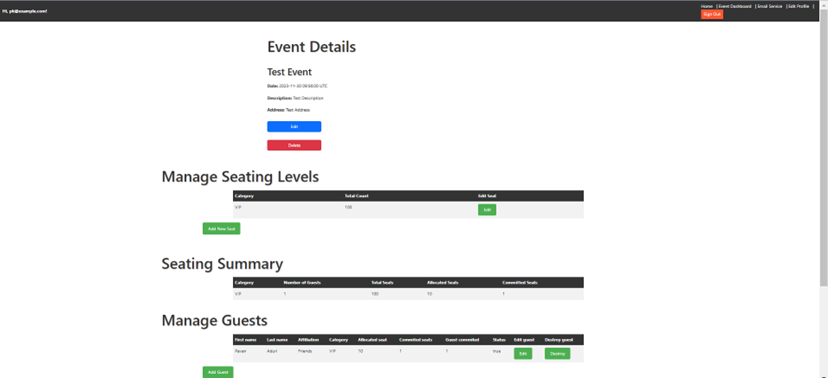 Hi, pk@example.com!
Home | Event Dashboard | Email Service | Edit Profile |
Sign Out
Event Details
Test Event
Date: 2023-11-30 09:88:00 UTC
Description: Test Description
Address: Test Address
Edit
Delete
Manage Seating Levels
Category Total Count Edit Seat
VIP 100 Edit
Add New Seat
Seating Summary
Category Number of Guests Total Seats Allocated Seats Committed Seats
VIP 1 100 10 1
Manage Guests
First name Last name Affiliation Category Allocated seat Committed seats Guest committed Status Edit guest Destroy guest
Pavan Aduri Friends VIP 10 1 1 true Edit Destroy
Add Guest